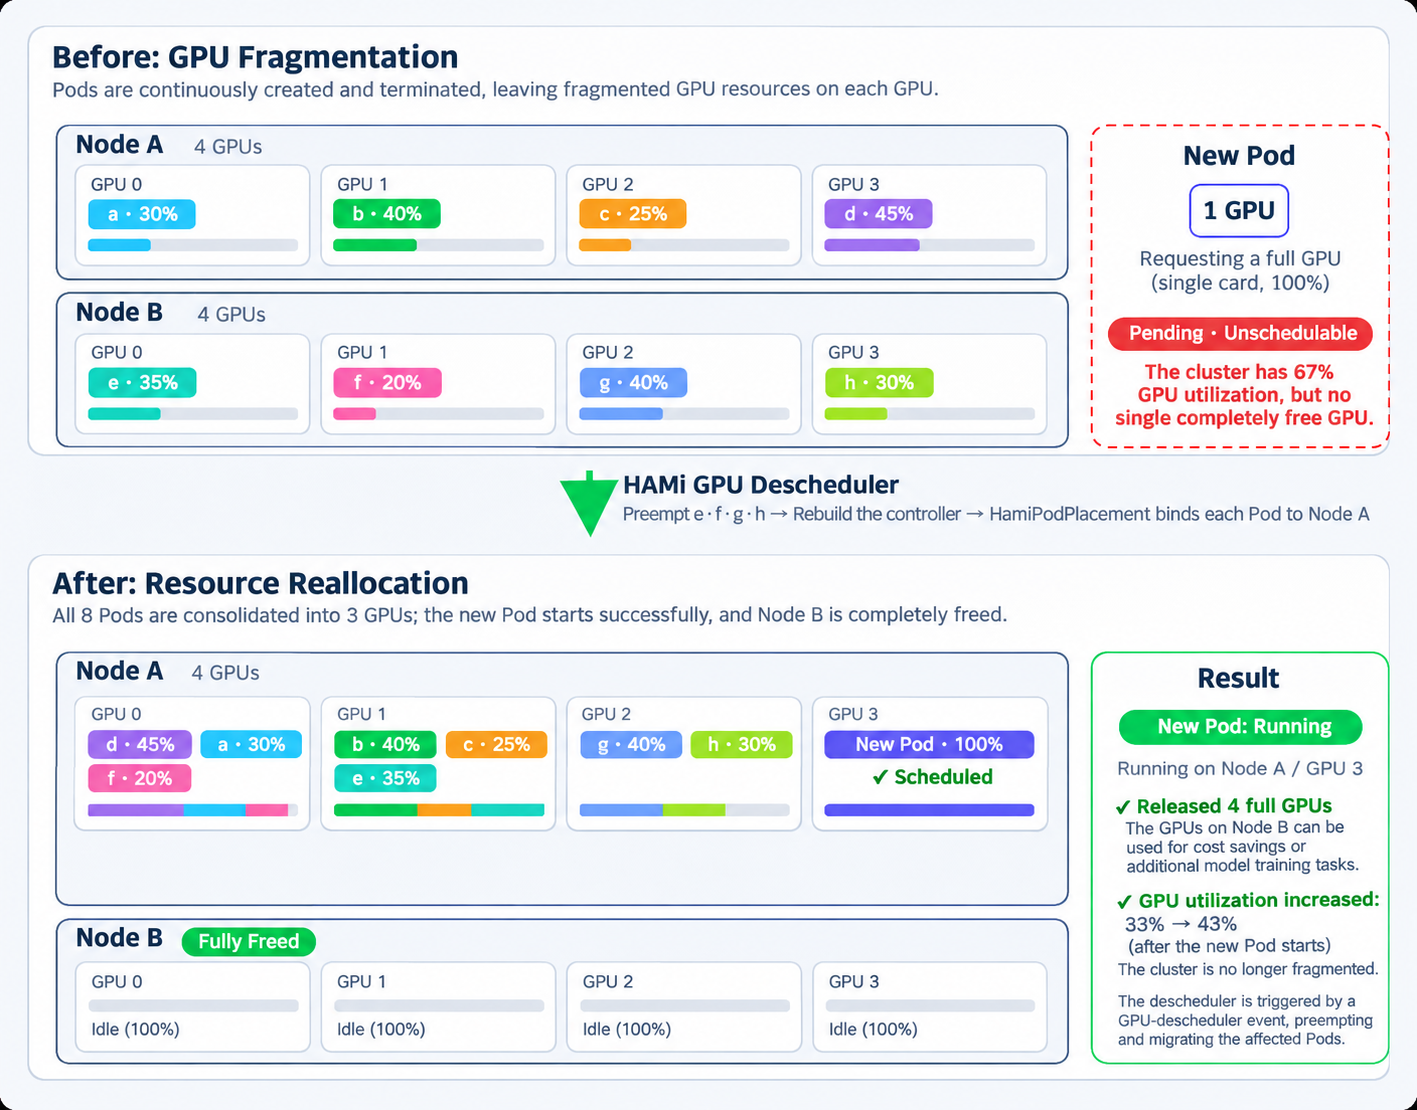 Before: GPU Fragmentation
Pods are continuously created and terminated, leaving fragmented GPU resources on each GPU.
Node A 4 GPUs
GPU 0
a · 30%
GPU 1
b · 40%
GPU 2
c · 25%
GPU 3
d · 45%
Node B 4 GPUs
GPU 0
e · 35%
GPU 1
f · 20%
GPU 2
g · 40%
GPU 3
h · 30%
New Pod
1 GPU
Requesting a full GPU
(single card, 100%)
Pending · Unschedulable
The cluster has 67%
GPU utilization, but no
single completely free GPU.
HAMi GPU Descheduler
Preempt e · f · g · h → Rebuild the controller → HamiPodPlacement binds each Pod to Node A
After: Resource Reallocation
All 8 Pods are consolidated into 3 GPUs; the new Pod starts successfully, and Node B is completely freed.
Node A 4 GPUs
GPU 0
d · 45% a · 30%
f · 20%
GPU 1
b · 40% c · 25%
e · 35%
GPU 2
g · 40% h · 30%
GPU 3
New Pod · 100%
✓ Scheduled
Node B Fully Freed
GPU 0
Idle (100%)
GPU 1
Idle (100%)
GPU 2
Idle (100%)
GPU 3
Idle (100%)
Result
New Pod: Running
Running on Node A / GPU 3
✓ Released 4 full GPUs
The GPUs on Node B can be
used for cost savings or
additional model training tasks.
✓ GPU utilization increased:
33% → 43%
(after the new Pod starts)
The cluster is no longer fragmented.
The descheduler is triggered by a
GPU-descheduler event, preempting
and migrating the affected Pods.